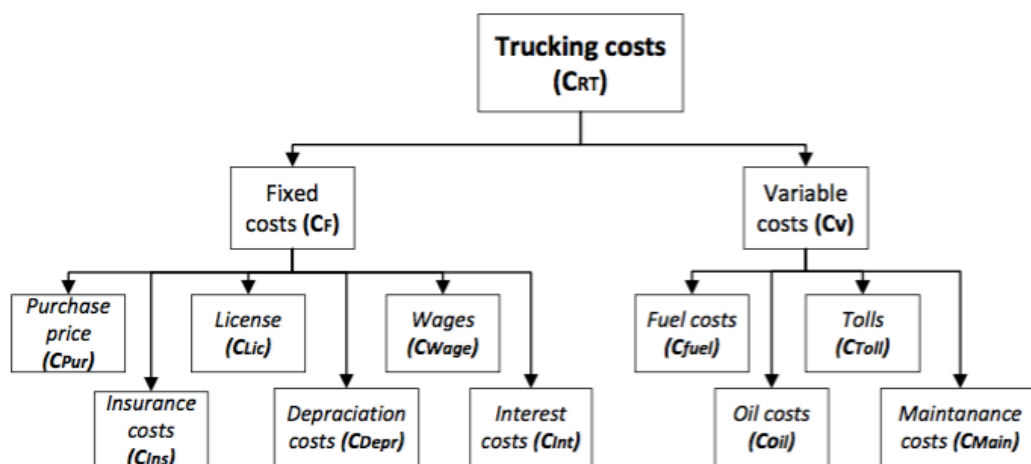 Trucking costs
(CRT)
Fixed
costs (CF)
Variable
costs (CV)
Purchase
price
(CPur)
License
(CLic)
Wages
(CWage)
Fuel costs
(Cfuel)
Tolls
(CToll)
Insurance
costs
(CIns)
Depraciation
costs (CDepr)
Interest
costs (CInt)
Oil costs
(Coil)
Maintanance
costs (CMain)